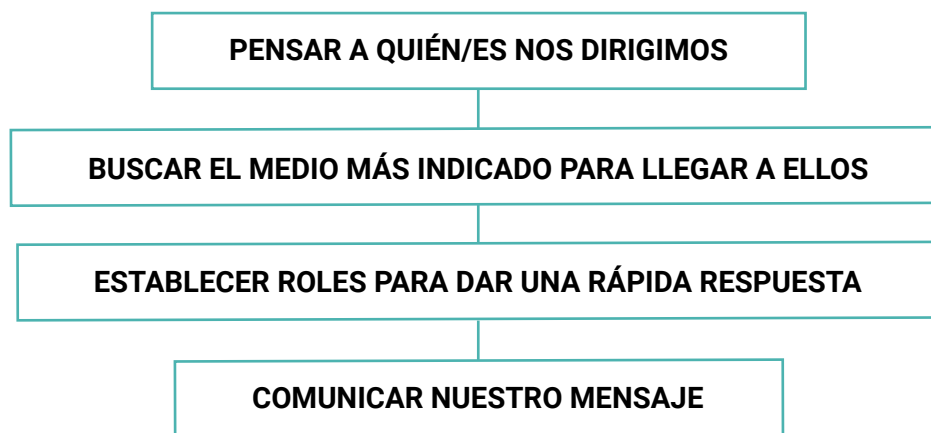 PENSAR A QUIÉN/ES NOS DIRIGIMOS
BUSCAR EL MEDIO MÁS INDICADO PARA LLEGAR A ELLOS
ESTABLECER ROLES PARA DAR UNA RÁPIDA RESPUESTA
COMUNICAR NUESTRO MENSAJE